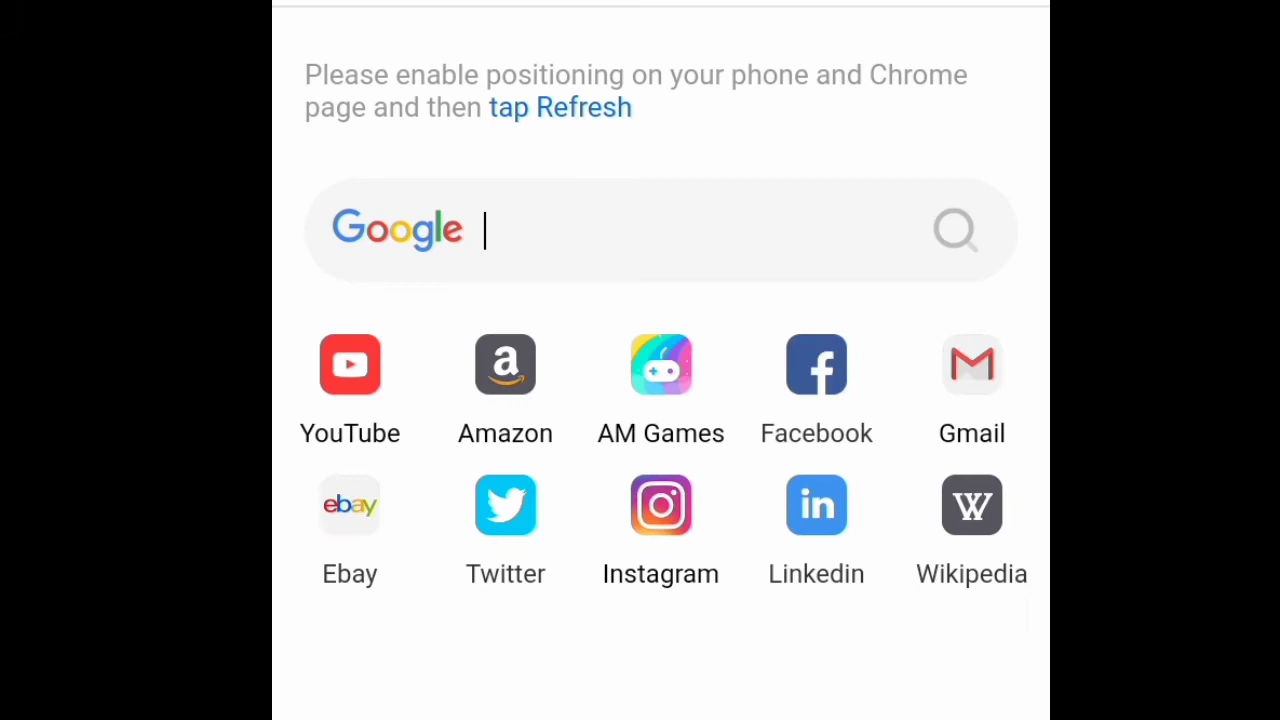 Please enable positioning on your phone and Chrome
page and then tap Refresh
Google
YouTube
Amazon
AM Games
Facebook
Gmail
ebay
Ebay
Twitter
Instagram
in
Linkedin
W
Wikipedia